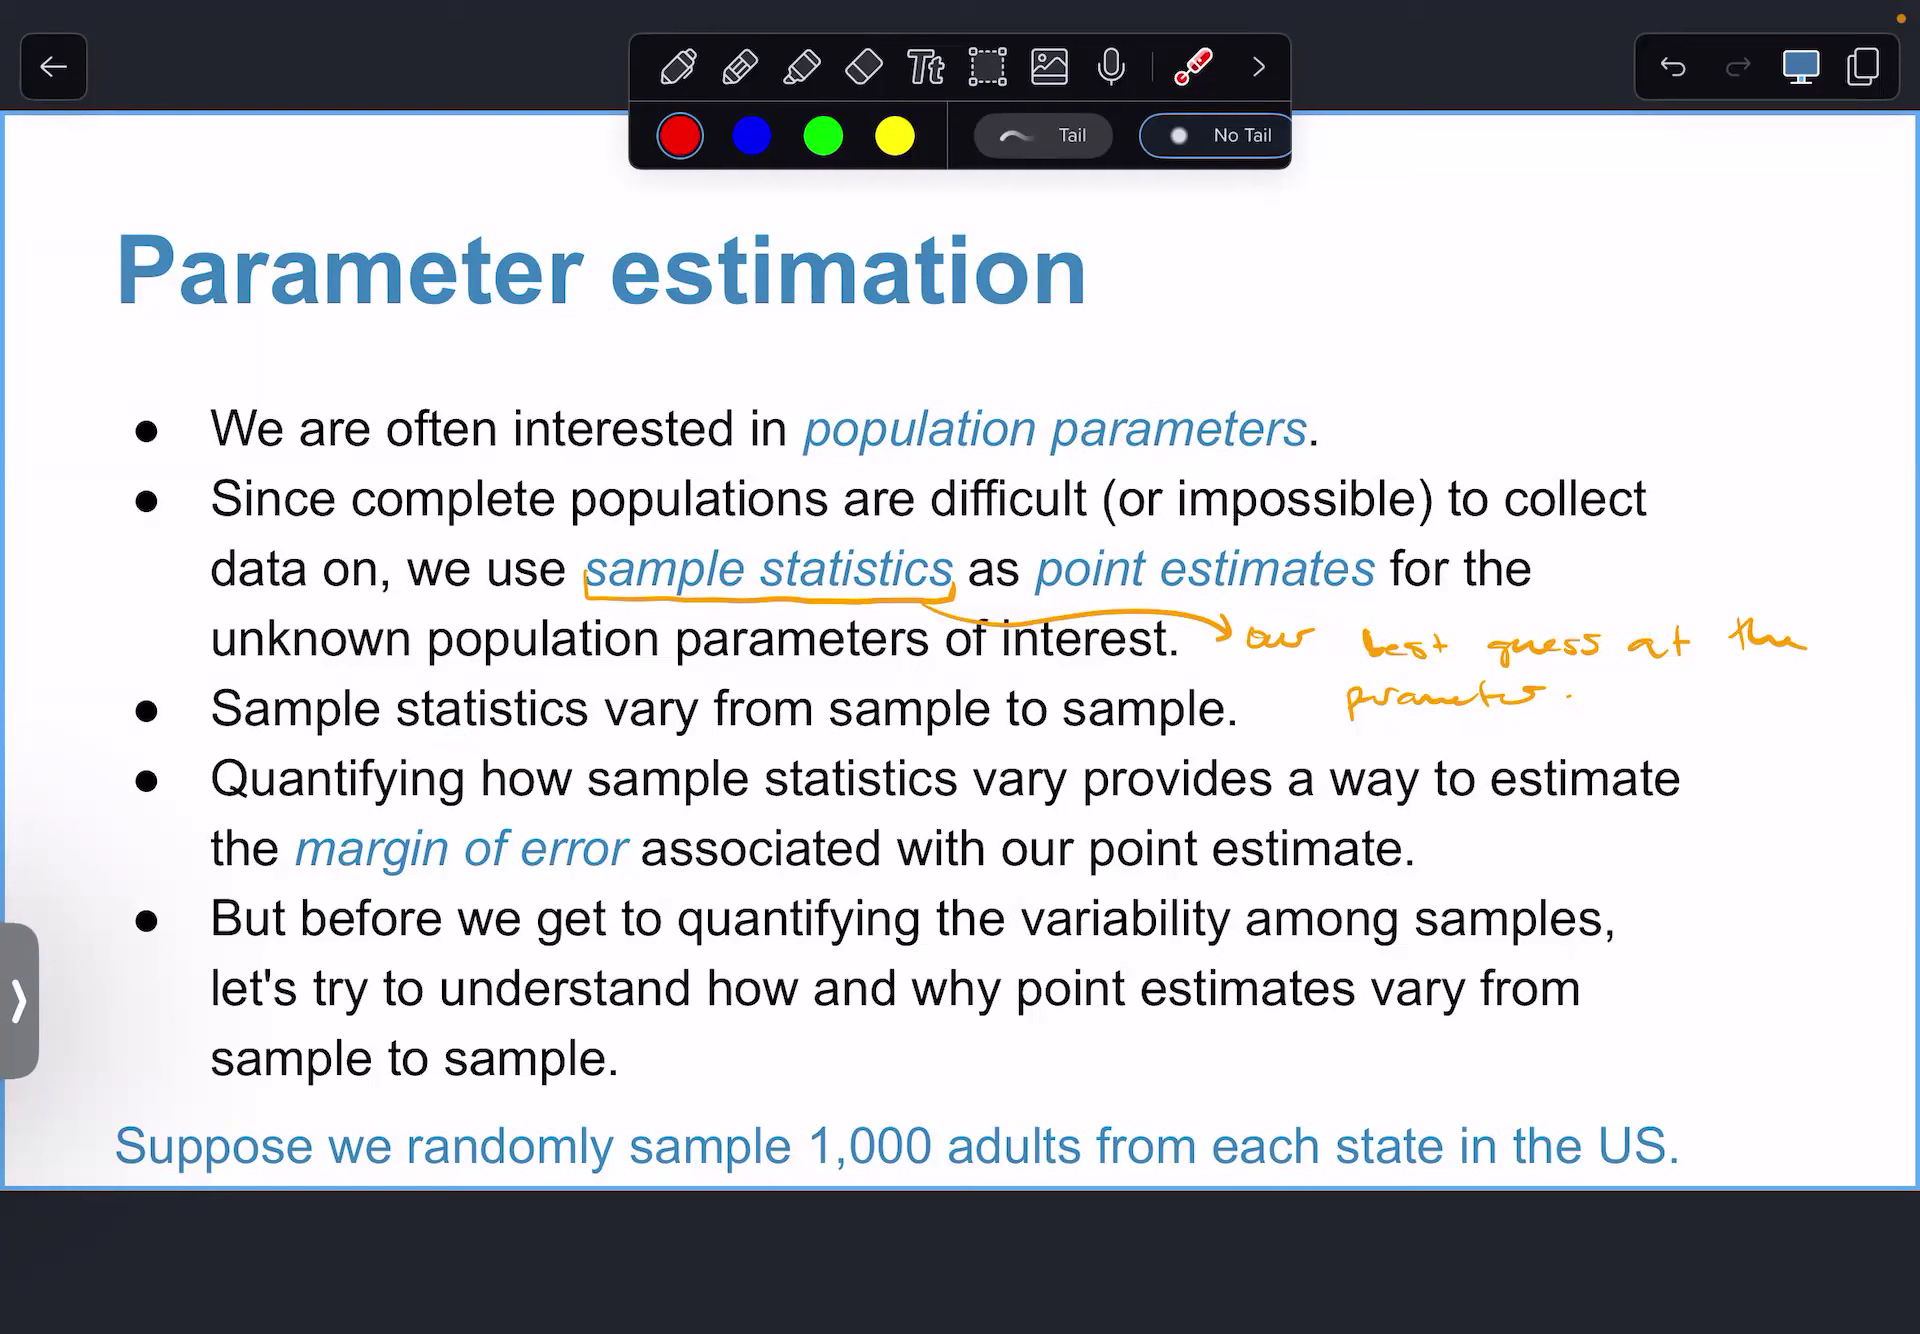 Tt
Tail
No Tail
Parameter estimation
● We are often interested in population parameters.
● Since complete populations are difficult (or impossible) to collect
data on, we use sample statistics as point estimates for the
unknown population parameters of interest.
our best guess at the
parameter.
● Sample statistics vary from sample to sample.
● Quantifying how sample statistics vary provides a way to estimate
the margin of error associated with our point estimate.
● But before we get to quantifying the variability among samples,
let's try to understand how and why point estimates vary from
sample to sample.
Suppose we randomly sample 1,000 adults from each state in the US.